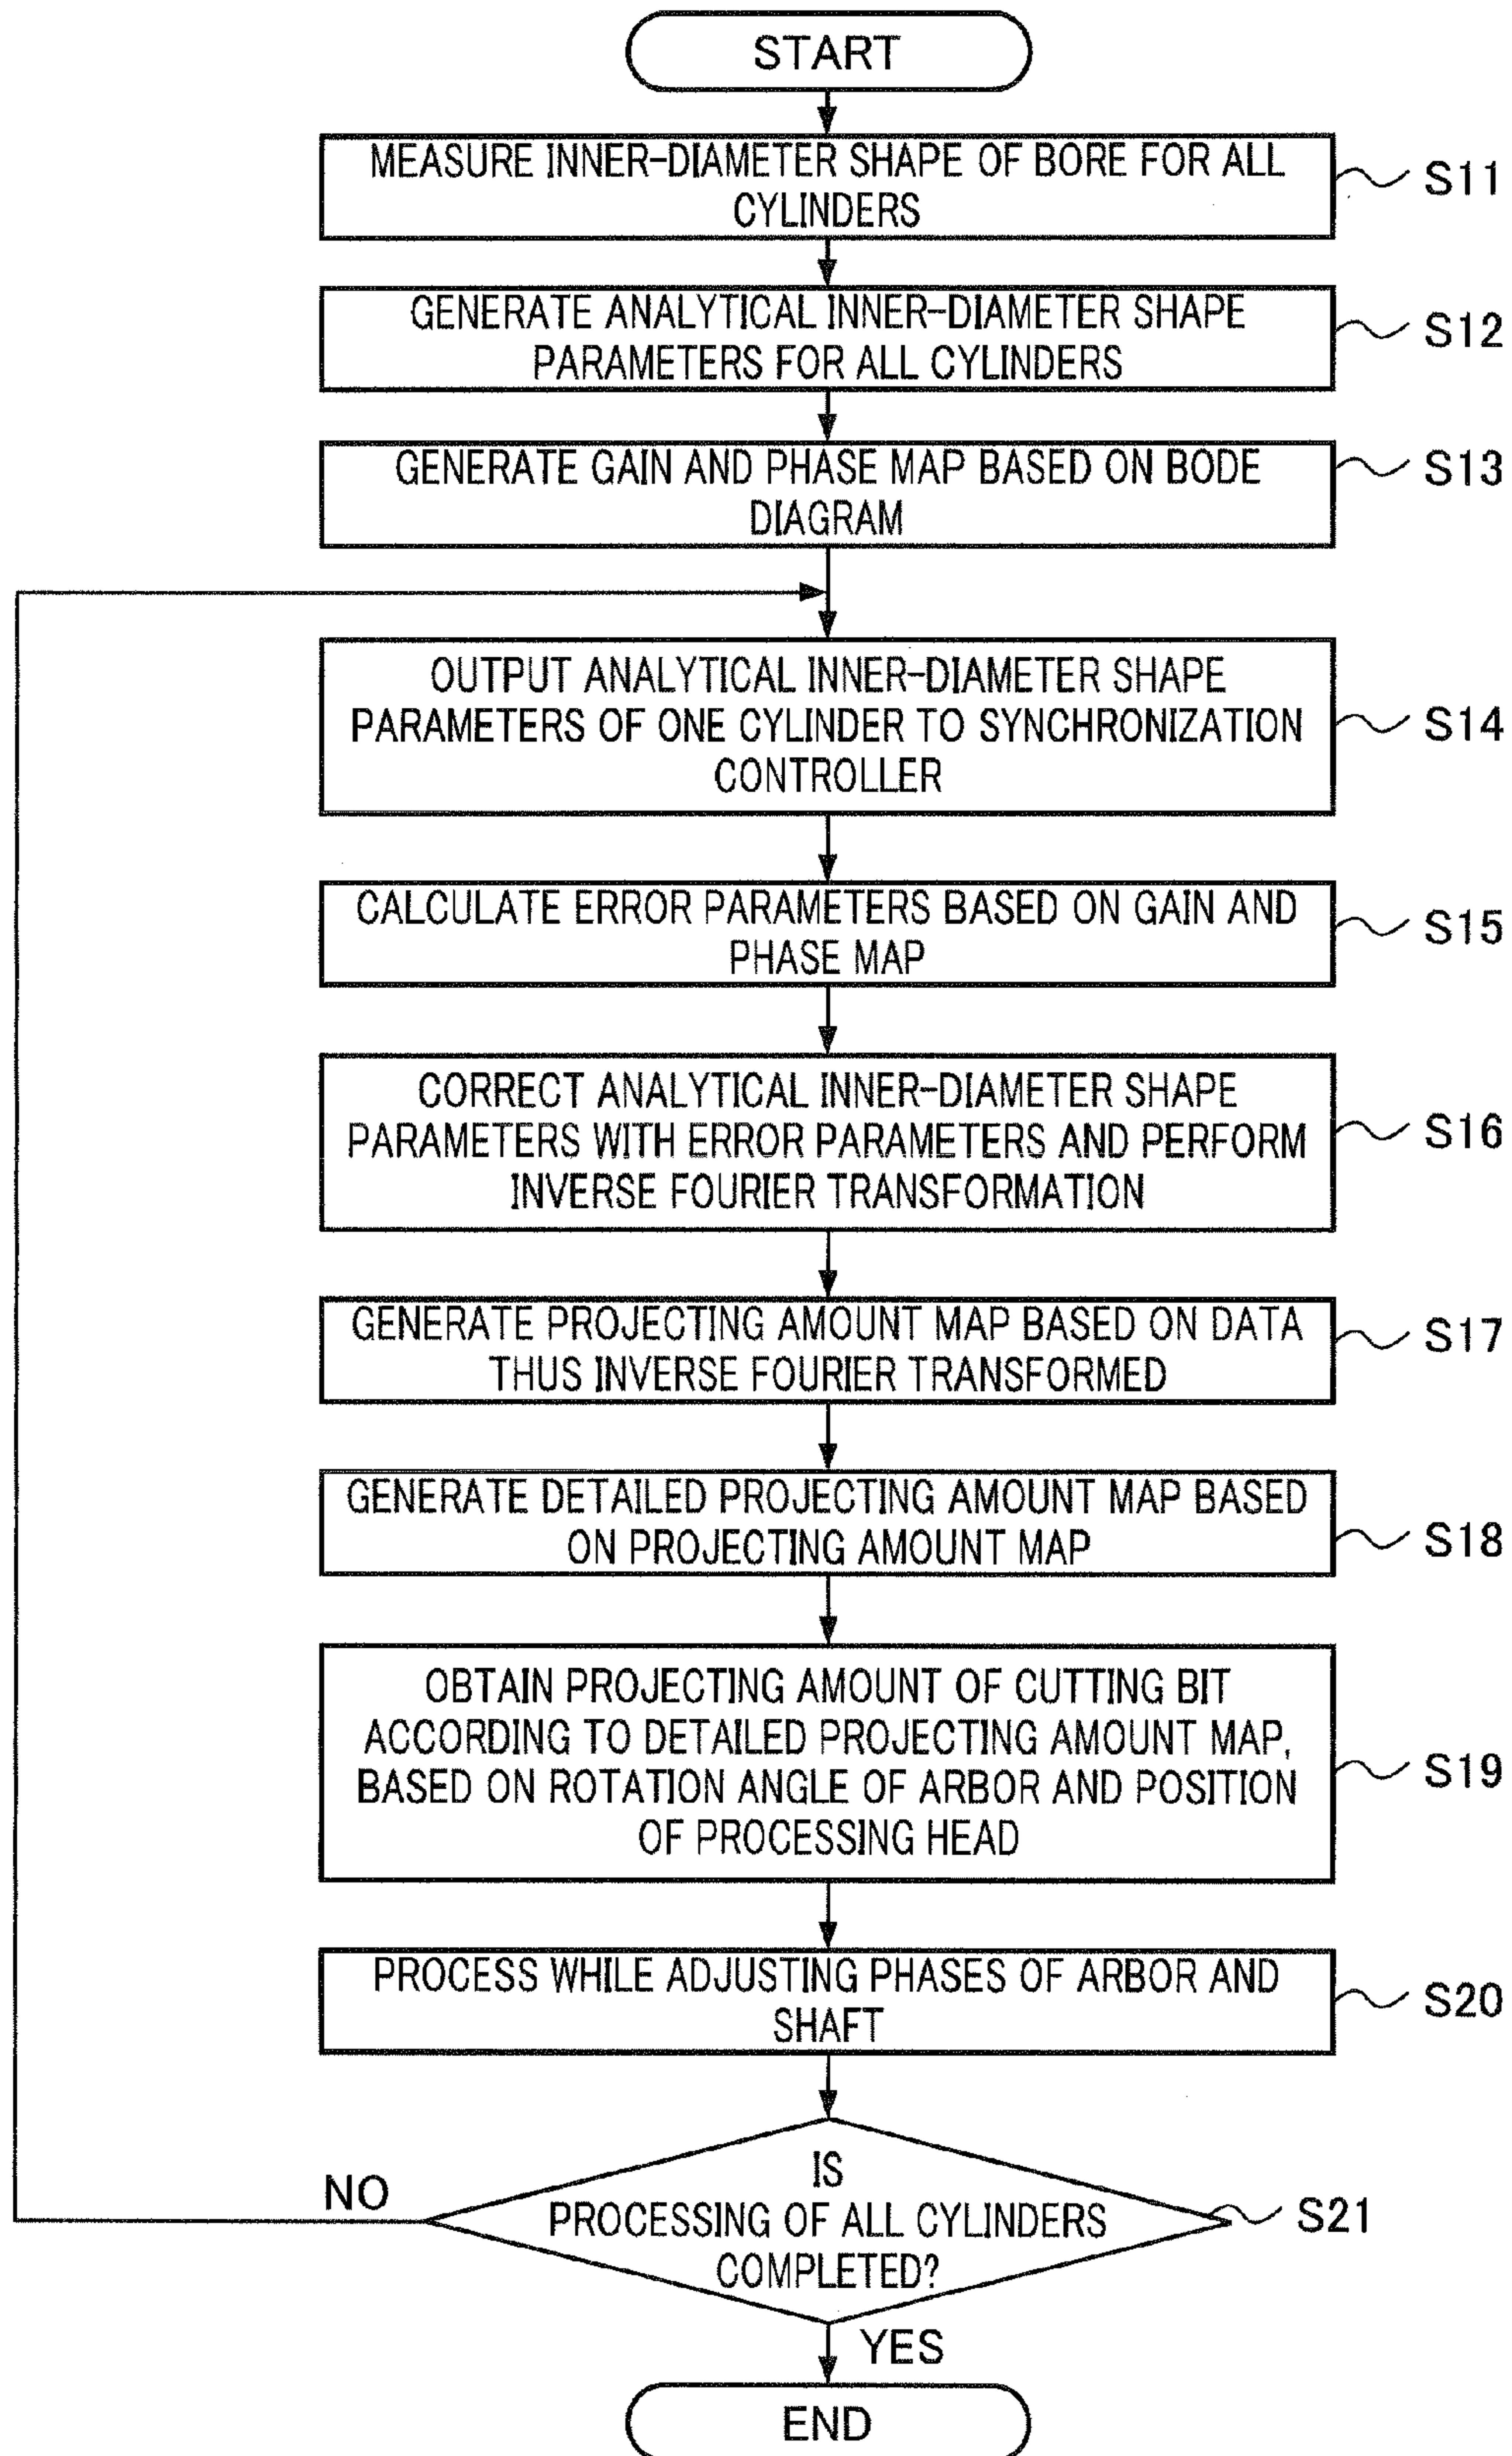 START
MEASURE INNER-DIAMETER SHAPE OF BORE FOR ALL
CYLINDERS
S11
GENERATE ANALYTICAL INNER-DIAMETER SHAPE
PARAMETERS FOR ALL CYLINDERS
S12
GENERATE GAIN AND PHASE MAP BASED ON BODE
DIAGRAM
S13
OUTPUT ANALYTICAL INNER-DIAMETER SHAPE
PARAMETERS OF ONE CYLINDER TO SYNCHRONIZATION
CONTROLLER
S14
CALCULATE ERROR PARAMETERS BASED ON GAIN AND
PHASE MAP
S15
CORRECT ANALYTICAL INNER-DIAMETER SHAPE
PARAMETERS WITH ERROR PARAMETERS AND PERFORM
INVERSE FOURIER TRANSFORMATION
S16
GENERATE PROJECTING AMOUNT MAP BASED ON DATA
THUS INVERSE FOURIER TRANSFORMED
S17
GENERATE DETAILED PROJECTING AMOUNT MAP BASED
ON PROJECTING AMOUNT MAP
S18
OBTAIN PROJECTING AMOUNT OF CUTTING BIT
ACCORDING TO DETAILED PROJECTING AMOUNT MAP,
BASED ON ROTATION ANGLE OF ARBOR AND POSITION
OF PROCESSING HEAD
S19
PROCESS WHILE ADJUSTING PHASES OF ARBOR AND
SHAFT
S20
IS
PROCESSING OF ALL CYLINDERS
COMPLETED?
S21
NO
YES
END